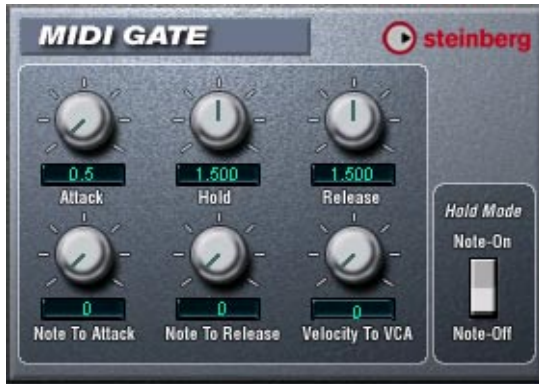 MIDI GATE
steinberg
0.5
1.500
1.500
Attack
Hold
Release
0
0
0
Note To Attack
Note To Release
Velocity To VCA
Hold Mode
Note-On
Note-Off